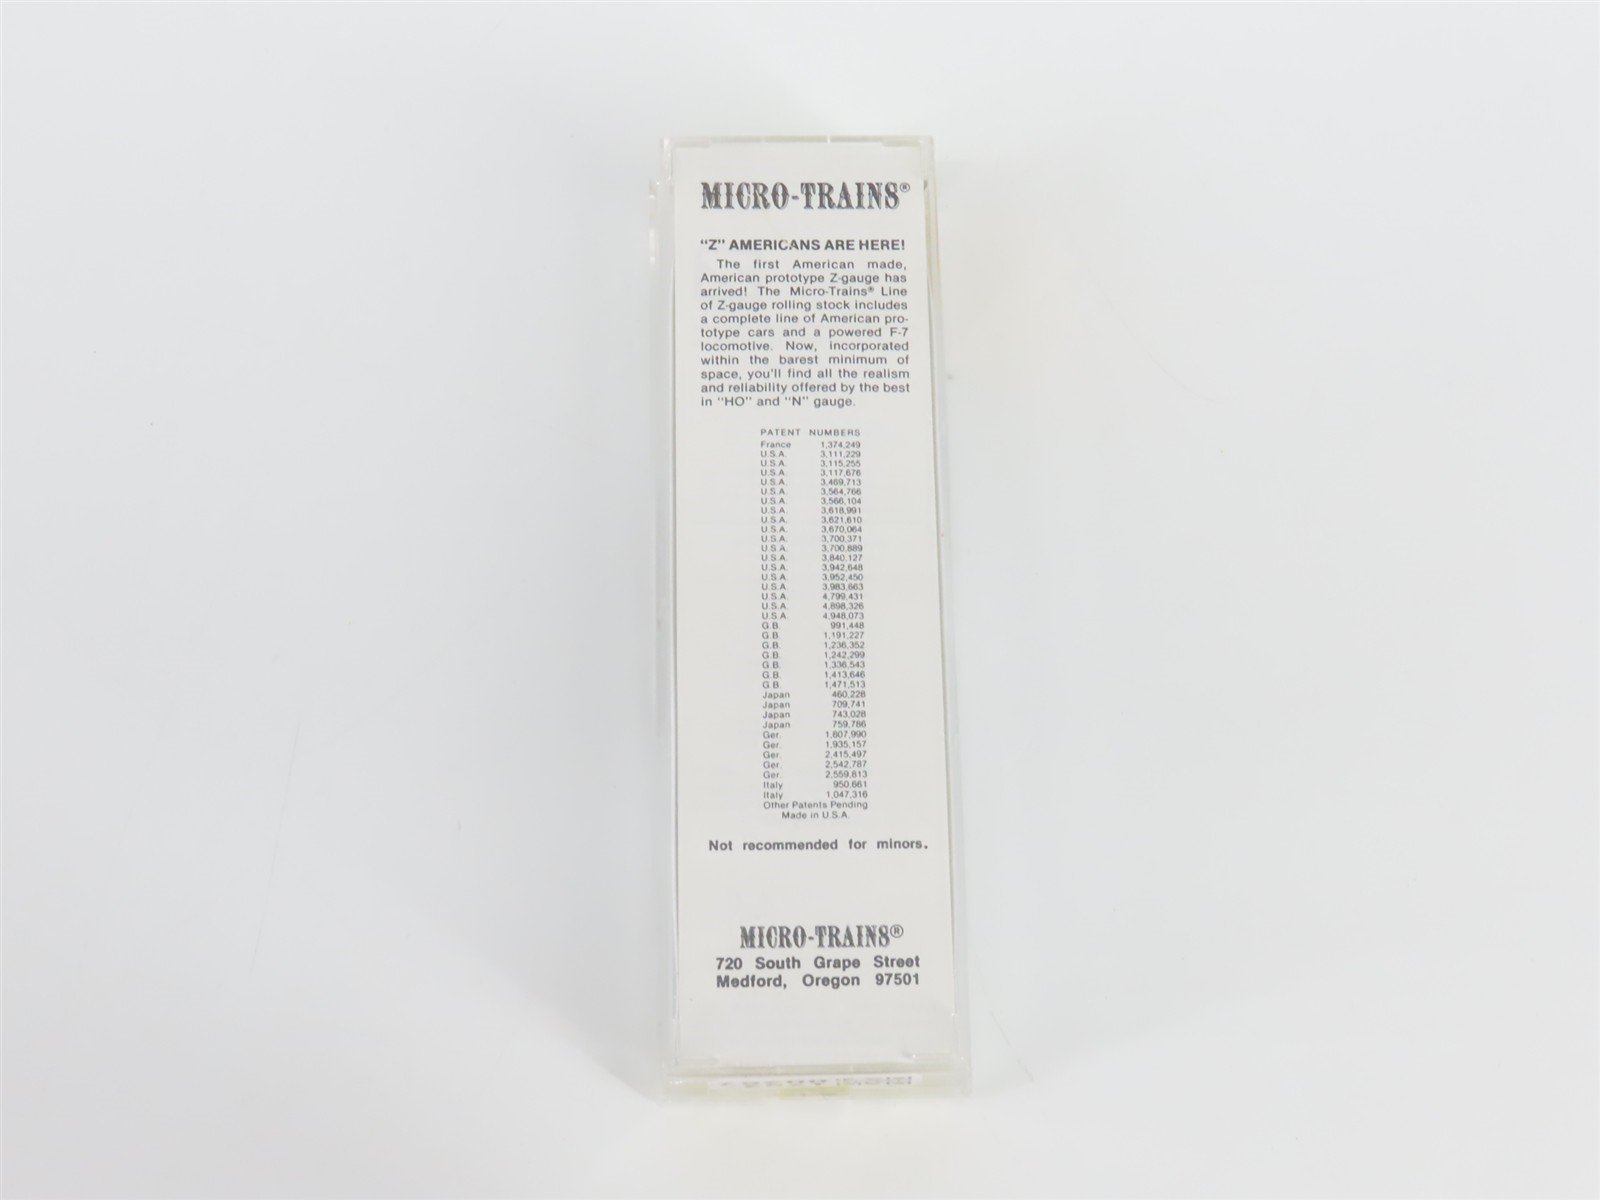 MICRO-TRAINS®
"Z" AMERICANS ARE HERE!
The first American made,
American prototype Z-gauge has
arrived! The Micro-Trains® Line
of Z-gauge rolling stock includes
a complete line of American pro-
totype cars and a powered F-7
locomotive. Now, incorporated
within the barest minimum of
space, you'll find all the realism
and reliability offered by the best
in "HO" and "N" gauge.
PATENT NUMBERS
France 1,374,249
U.S.A. 3,111,229
U.S.A. 3,115,255
U.S.A. 3,117,676
U.S.A. 3,469,713
U.S.A. 3,564,766
U.S.A. 3,566,104
U.S.A. 3,618,991
U.S.A. 3,621,610
U.S.A. 3,670,064
U.S.A. 3,700,371
U.S.A. 3,700,889
U.S.A. 3,840,127
U.S.A. 3,942,648
U.S.A. 3,952,450
U.S.A. 3,983,663
U.S.A. 4,799,431
U.S.A. 4,898,326
U.S.A. 4,948,073
G.B. 991,448
G.B. 1,191,227
G.B. 1,236,352
G.B. 1,242,299
G.B. 1,336,543
G.B. 1,413,646
G.B. 1,471,513
Japan 460,228
Japan 709,741
Japan 743,028
Japan 759,786
Ger. 1,807,990
Ger. 1,935,157
Ger. 2,415,497
Ger. 2,542,787
Ger. 2,559,813
Italy 950,661
Italy 1,047,316
Other Patents Pending
Made in U.S.A.
Not recommended for minors.
MICRO-TRAINS®
720 South Grape Street
Medford, Oregon 97501